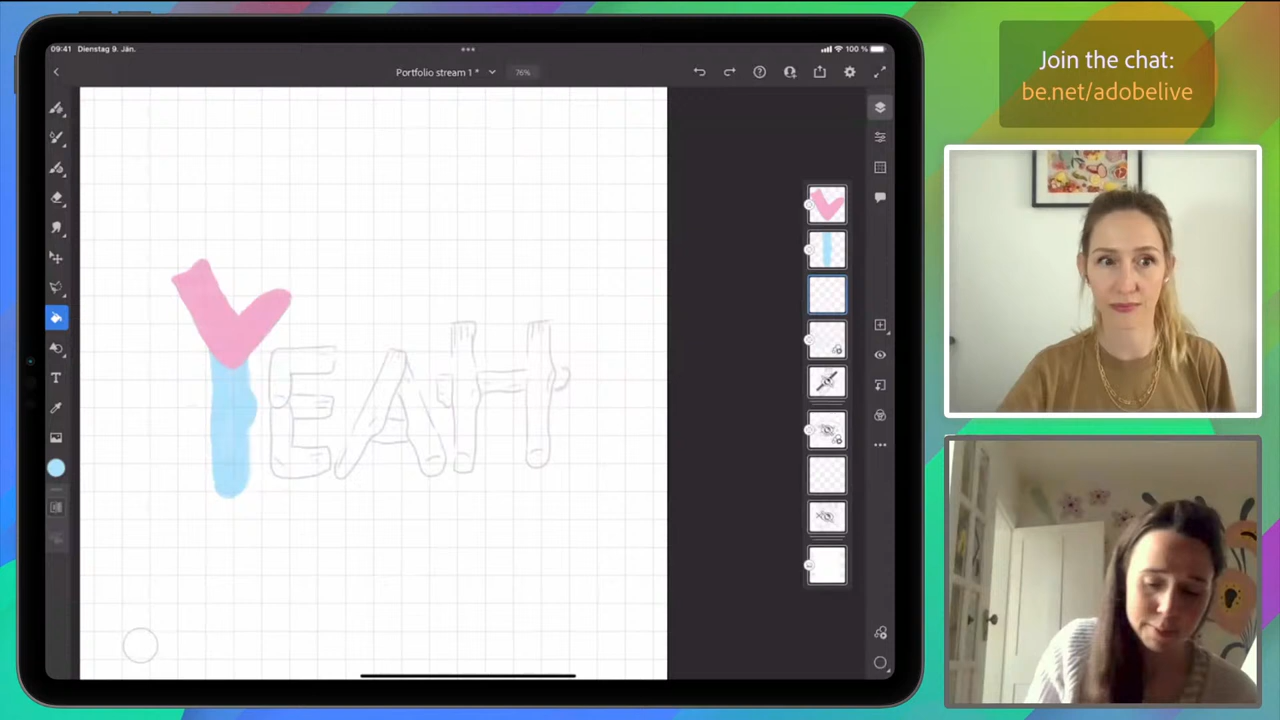 09:41 Dienstag 9. Jän.
100 %
Portfolio stream 1 *
76%
YEAH
T
Join the chat:
be.net/adobelive